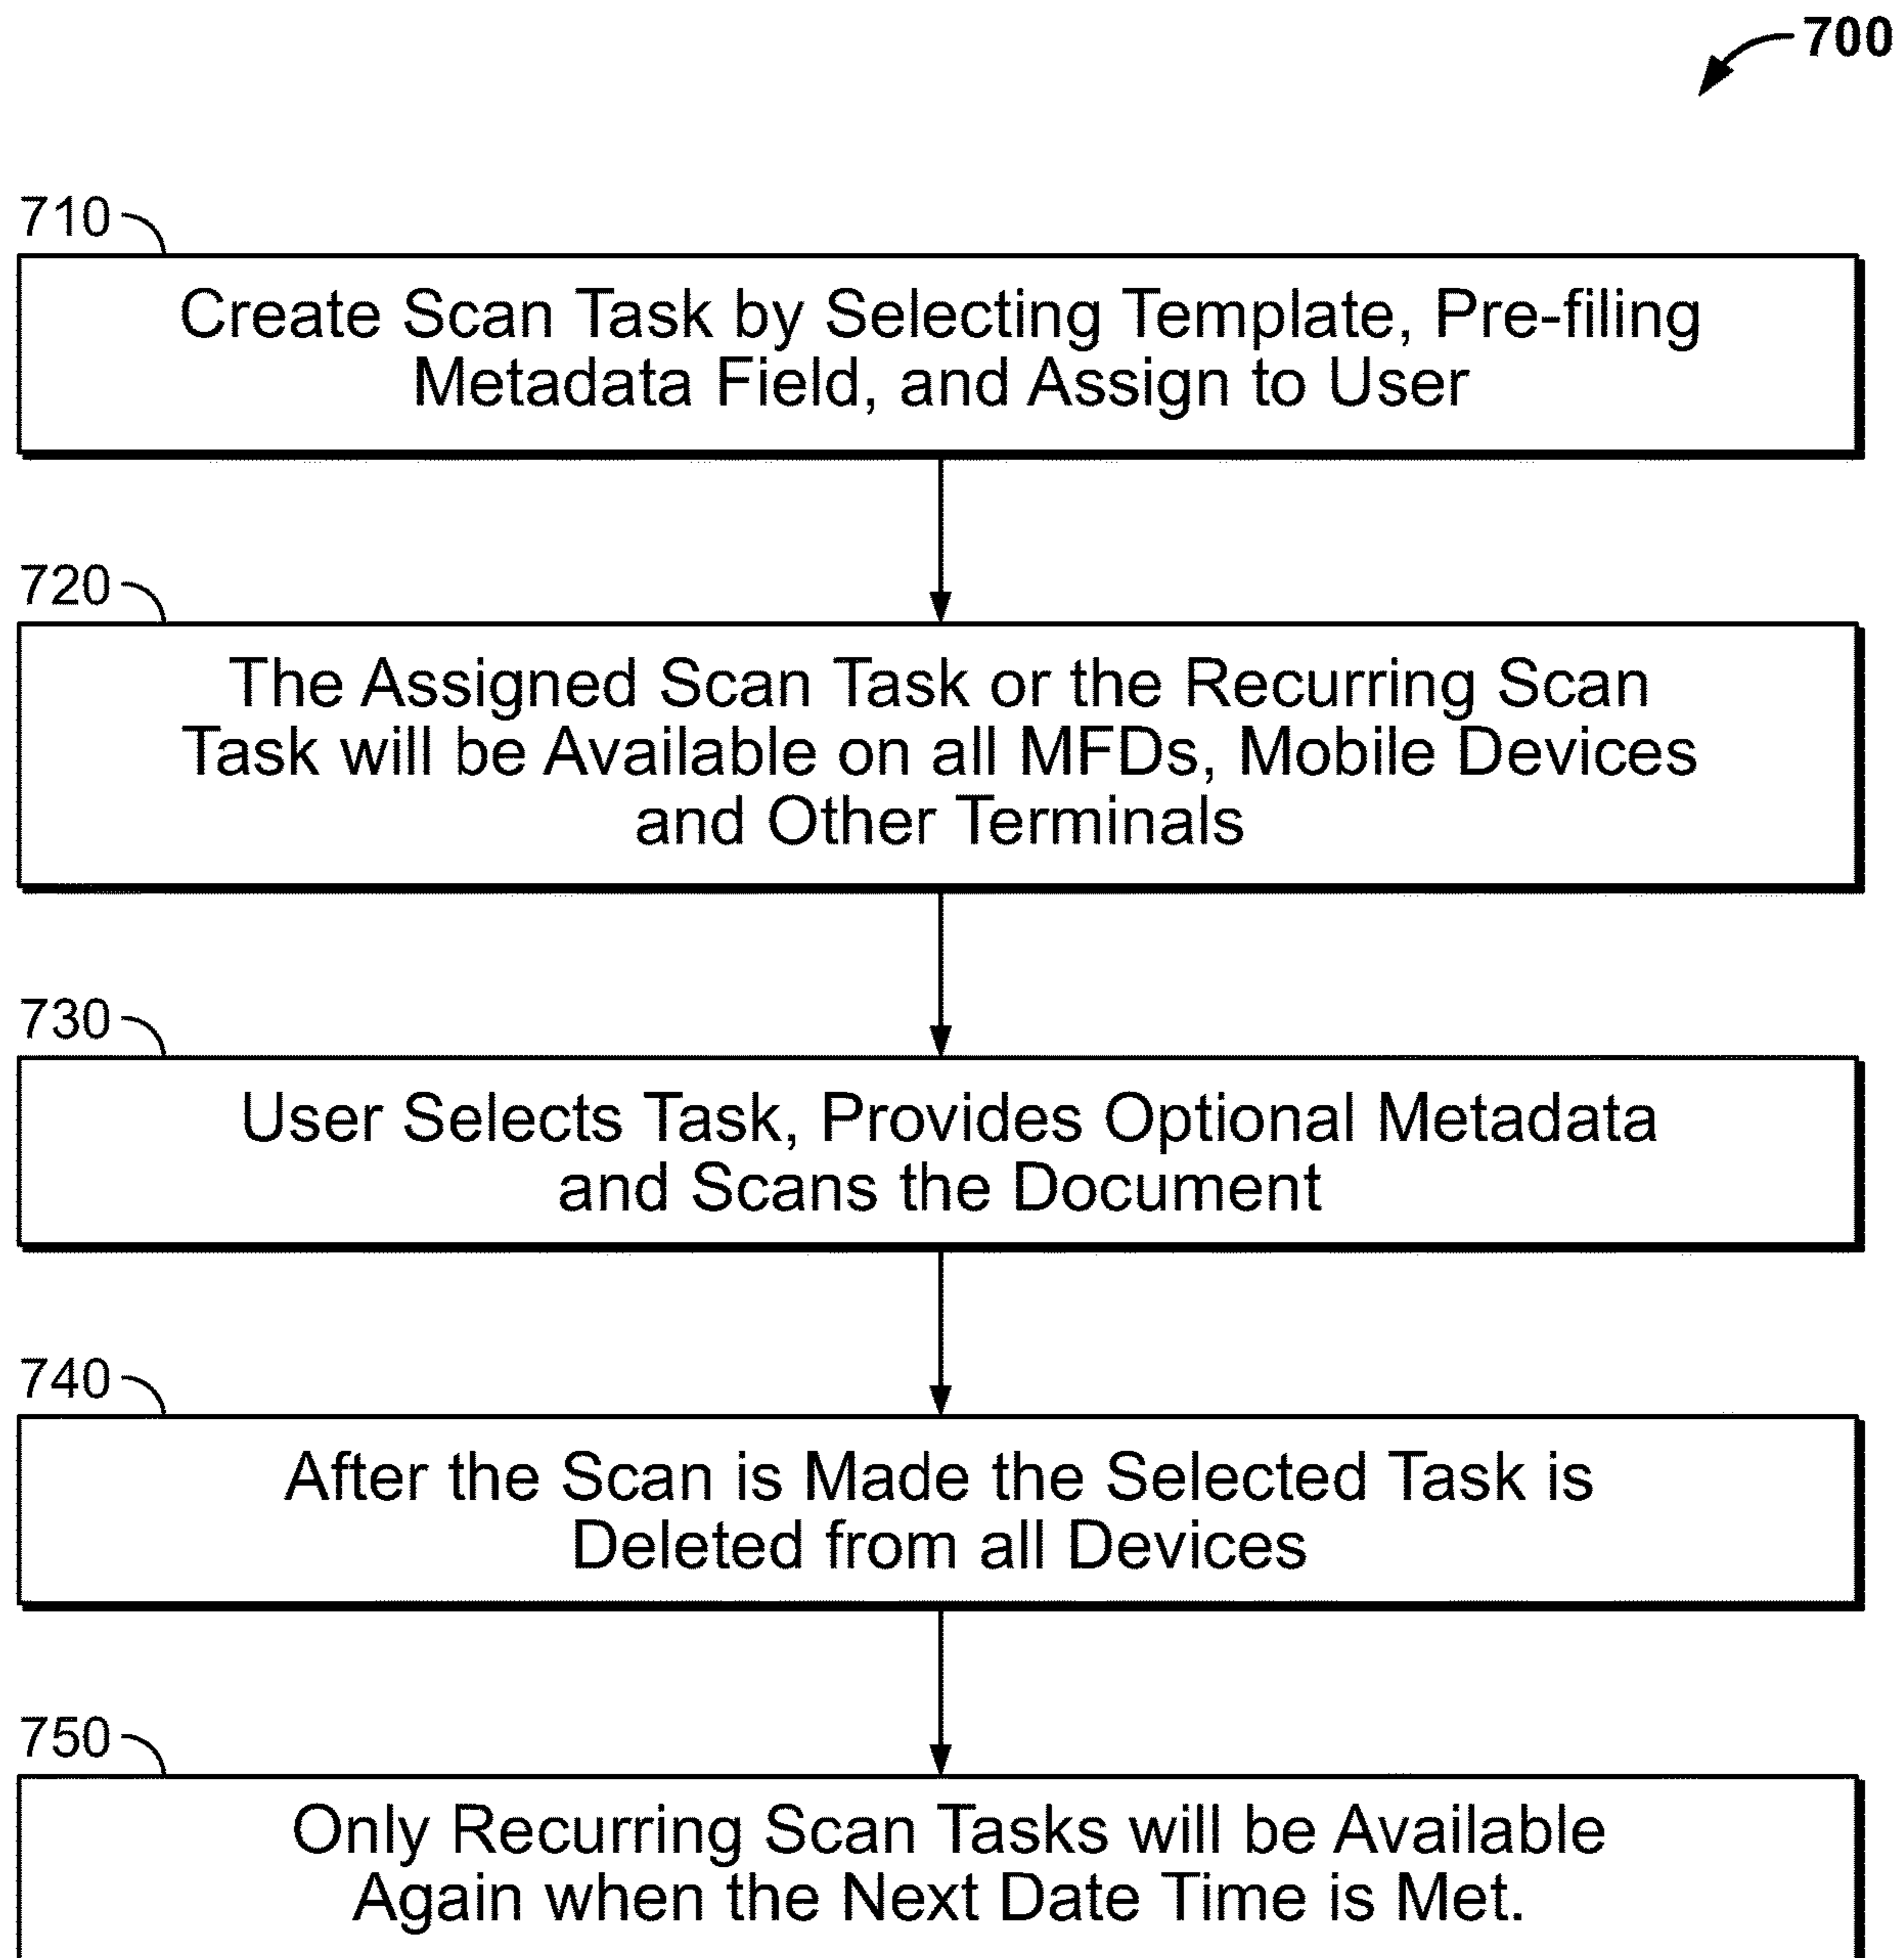 700
710
Create Scan Task by Selecting Template, Pre-filing
Metadata Field, and Assign to User
720
The Assigned Scan Task or the Recurring Scan
Task will be Available on all MFDs, Mobile Devices
and Other Terminals
730
User Selects Task, Provides Optional Metadata
and Scans the Document
740
After the Scan is Made the Selected Task is
Deleted from all Devices
750
Only Recurring Scan Tasks will be Available
Again when the Next Date Time is Met.